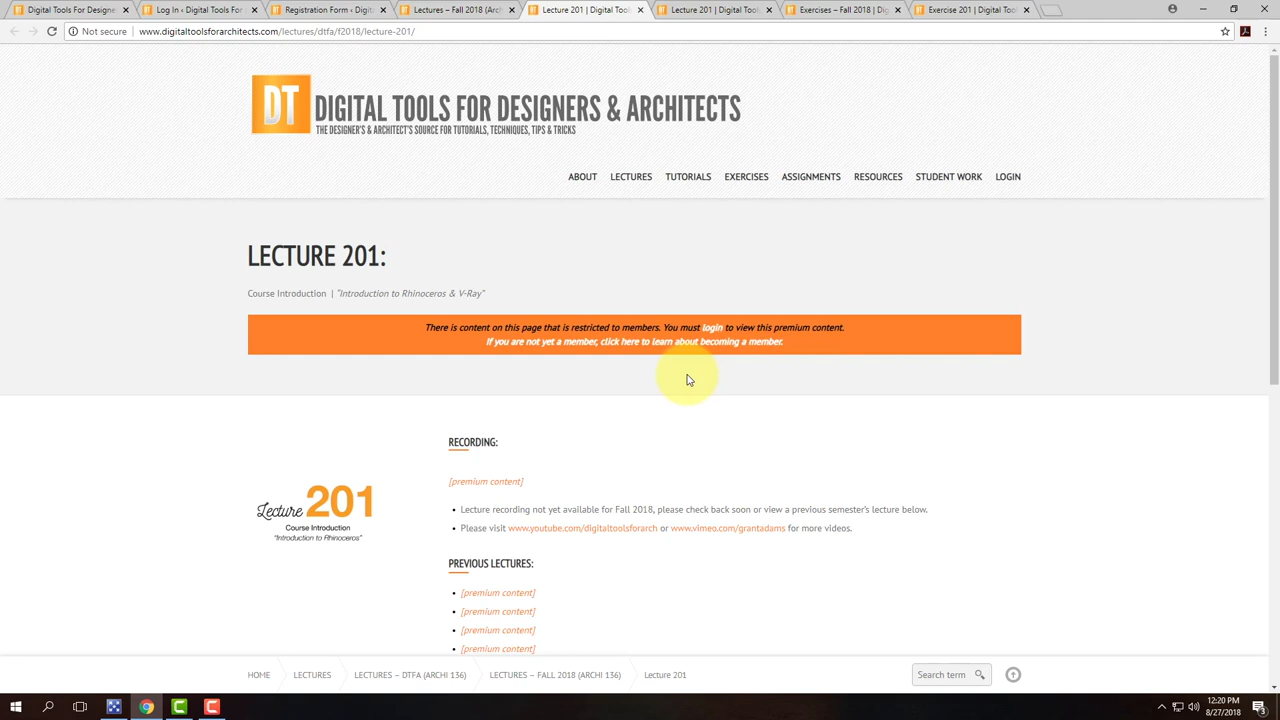 Digital Tools For Designers
Log In ‹ Digital Tools For
Registration Form ‹ Digit
Lectures – Fall 2018 (Arch
Lecture 201 | Digital Tool
Lecture 201 | Digital Tool
Exercises – Fall 2018 | Dig
Exercise 201 | Digital Too
Not secure | www.digitaltoolsforarchitects.com/lectures/dtfa/f2018/lecture-201/
DT DIGITAL TOOLS FOR DESIGNERS & ARCHITECTS
THE DESIGNER'S & ARCHITECT'S SOURCE FOR TUTORIALS, TECHNIQUES, TIPS & TRICKS
ABOUT LECTURES TUTORIALS EXERCISES ASSIGNMENTS RESOURCES STUDENT WORK LOGIN
LECTURE 201:
Course Introduction | “Introduction to Rhinoceros & V-Ray”
There is content on this page that is restricted to members. You must login to view this premium content.
If you are not yet a member, click here to learn about becoming a member.
RECORDING:
[premium content]
• Lecture recording not yet available for Fall 2018, please check back soon or view a previous semester’s lecture below.
• Please visit www.youtube.com/digitaltoolsforarch or www.vimeo.com/grantadams for more videos.
Lecture 201
Course Introduction
“Introduction to Rhinoceros”
PREVIOUS LECTURES:
• [premium content]
• [premium content]
• [premium content]
• [premium content]
HOME LECTURES LECTURES – DTFA (ARCHI 136) LECTURES – FALL 2018 (ARCHI 136) Lecture 201
Search term
12:20 PM
8/27/2018
3